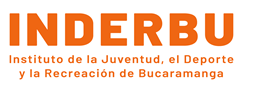 INDERBU
Instituto de la Juventud, el Deporte
y la Recreación de Bucaramanga